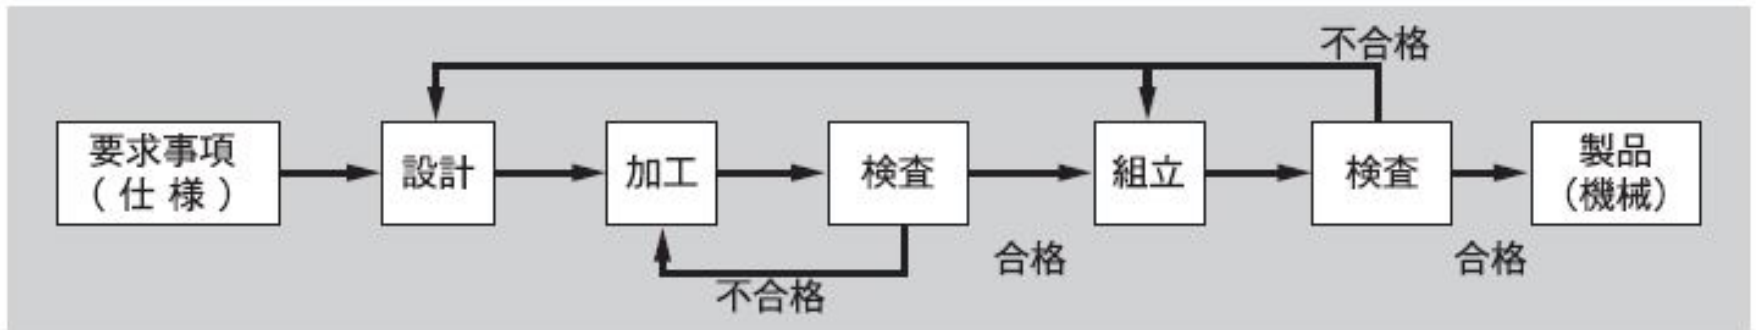 不合格
要求事項
（仕様）
設計
加工
検査
組立
検査
製品
（機械）
不合格
合格
合格